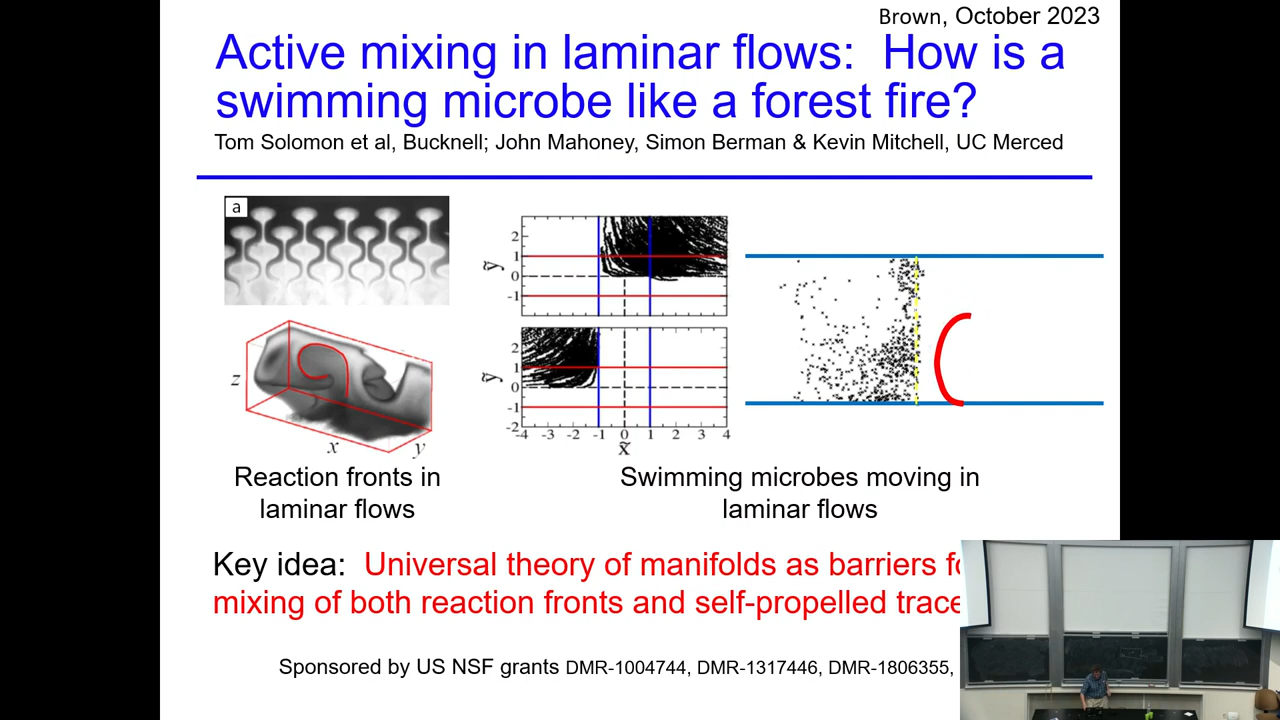 Brown, October 2023
Active mixing in laminar flows: How is a
swimming microbe like a forest fire?
Tom Solomon et al, Bucknell; John Mahoney, Simon Berman & Kevin Mitchell, UC Merced
a
z
x
y
2
1
0
-1
ỹ
2
1
0
-1
-2
ỹ
-4 -3 -2 -1 0 1 2 3 4
x̃
Reaction fronts in
laminar flows
Swimming microbes moving in
laminar flows
Key idea: Universal theory of manifolds as barriers
mixing of both reaction fronts and self-propelled
Sponsored by US NSF grants DMR-1004744, DMR-1317446, DMR-1806355,